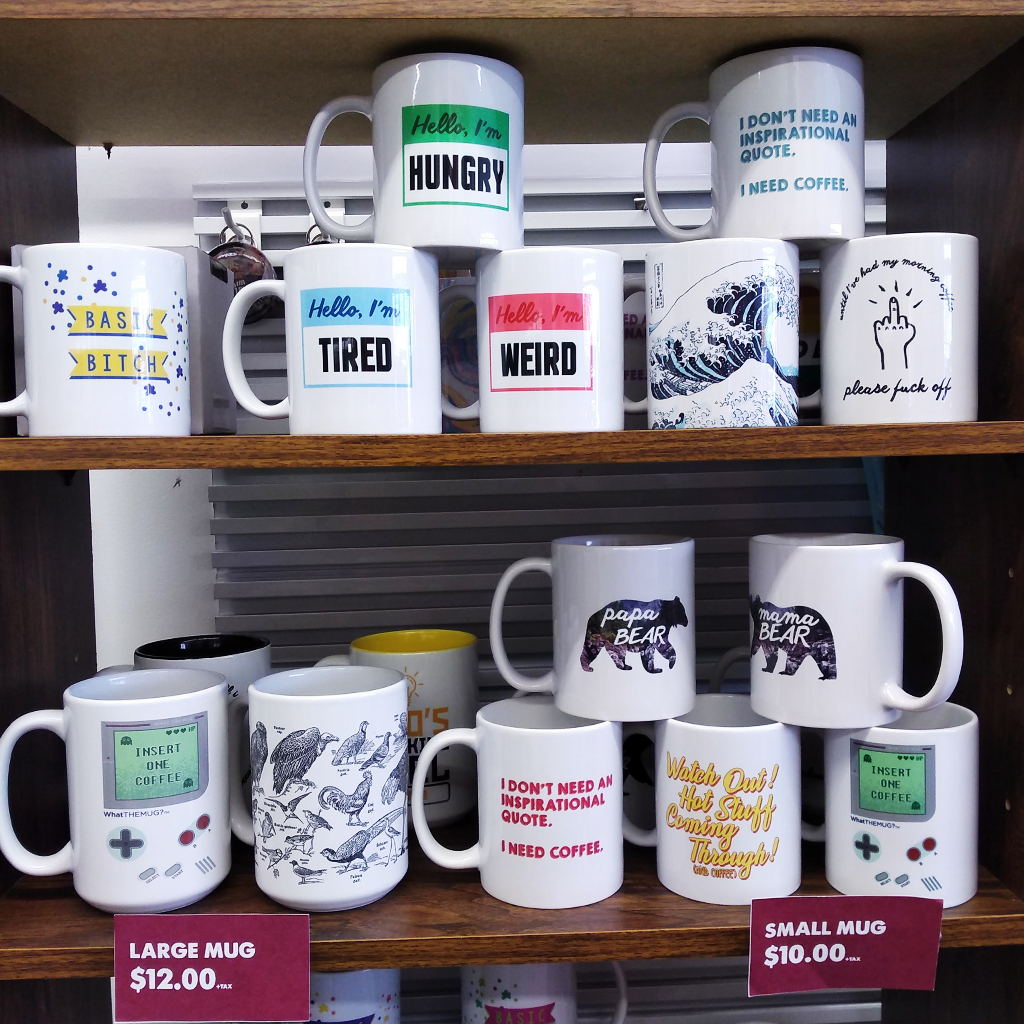 Hello, I'm
HUNGRY
I DON'T NEED AN
INSPIRATIONAL
QUOTE.
I NEED COFFEE.
BASIC
BITCH
Hello, I'm
TIRED
Hello, I'm
WEIRD
until I've had my morning
please fuck off
papa
BEAR
mama
BEAR
INSERT
ONE
COFFEE
WhatTHEMUG?
I DON'T NEED AN
INSPIRATIONAL
QUOTE.
I NEED COFFEE.
Watch Out!
Hot Stuff
Coming
Through!
INSERT
ONE
COFFEE
WhatTHEMUG?
LARGE MUG
$12.00 +TAX
SMALL MUG
$10.00 +TAX
BASIC